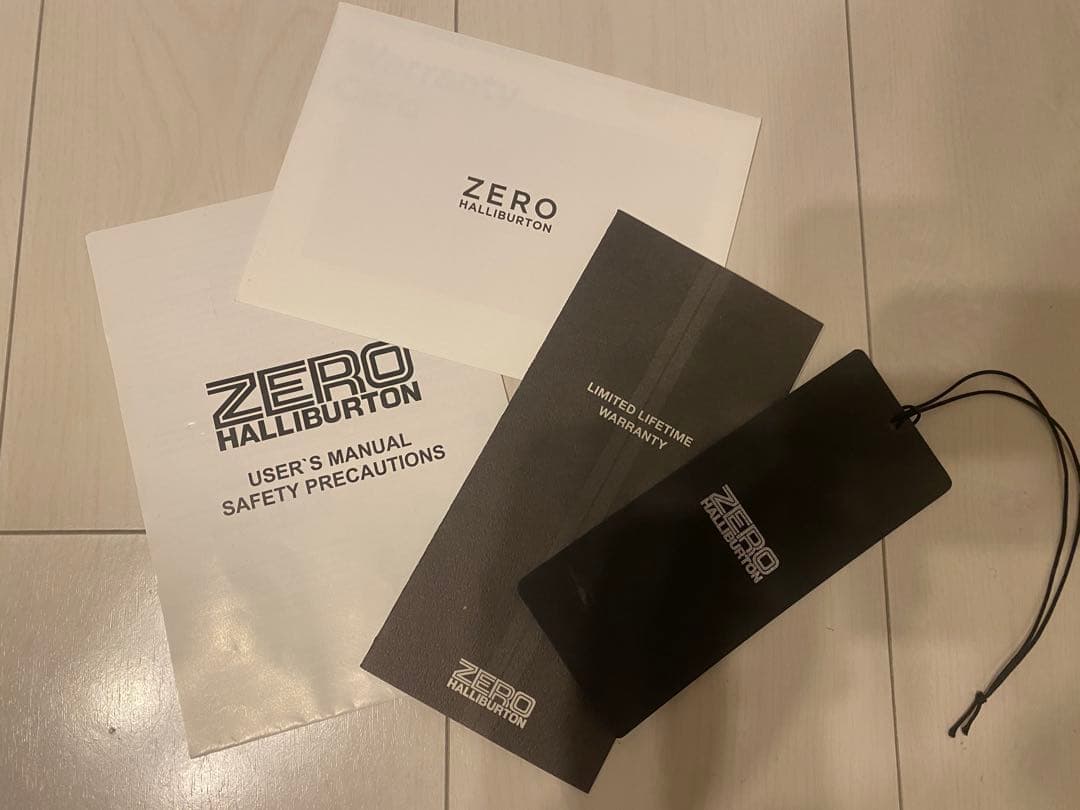 ZERO
HALLIBURTON
ZERO
HALLIBURTON
USER`S MANUAL
SAFETY PRECAUTIONS
LIMITED LIFETIME
WARRANTY
ZERO
HALLIBURTON
ZERO
HALLIBURTON